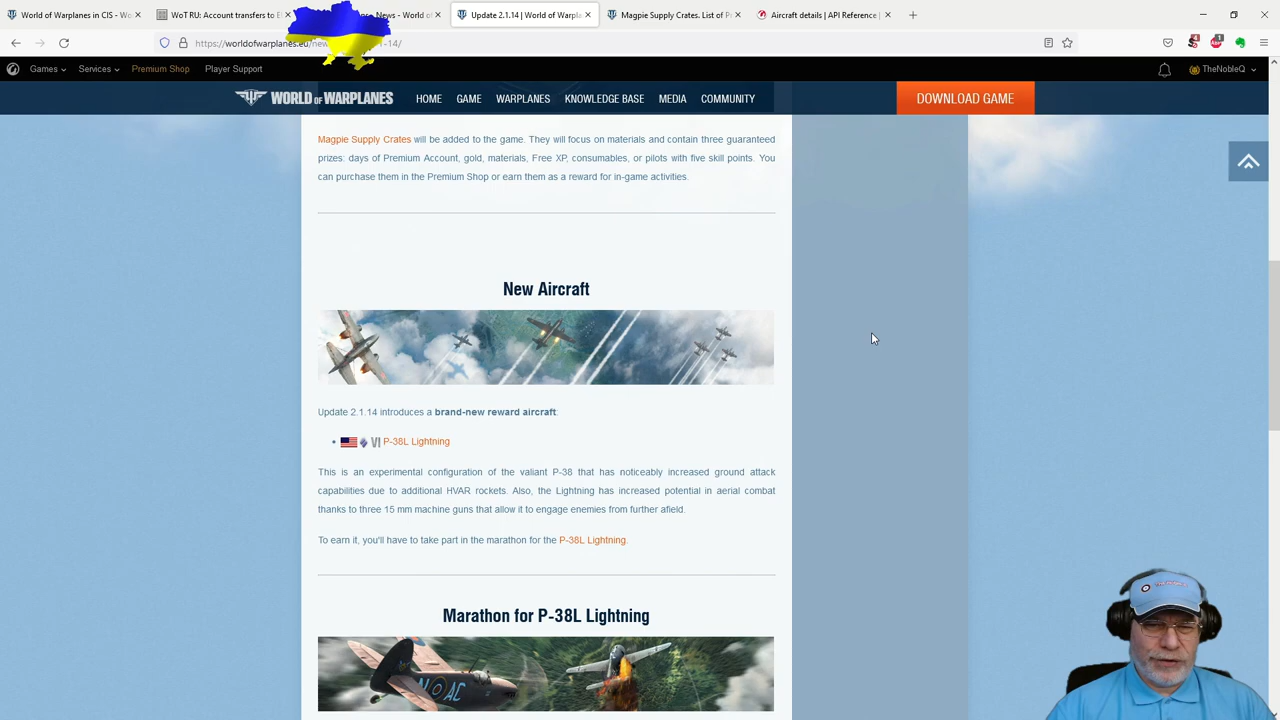 World of Warplanes in CIS - W
WoT RU: Account transfers to E
News - World of
Update 2.1.14 | World of Warpla
Magpie Supply Crates. List of P
Aircraft details | API Reference
https://worldofwarplanes.eu/ne 1-14/
Games Services Premium Shop Player Support TheNobleQ
WORLD OF WARPLANES HOME GAME WARPLANES KNOWLEDGE BASE MEDIA COMMUNITY DOWNLOAD GAME
Magpie Supply Crates will be added to the game. They will focus on materials and contain three guaranteed
prizes: days of Premium Account, gold, materials, Free XP, consumables, or pilots with five skill points. You
can purchase them in the Premium Shop or earn them as a reward for in-game activities.
New Aircraft
Update 2.1.14 introduces a brand-new reward aircraft:
• VI P-38L Lightning
This is an experimental configuration of the valiant P-38 that has noticeably increased ground attack
capabilities due to additional HVAR rockets. Also, the Lightning has increased potential in aerial combat
thanks to three 15 mm machine guns that allow it to engage enemies from further afield.
To earn it, you'll have to take part in the marathon for the P-38L Lightning.
Marathon for P-38L Lightning
AC